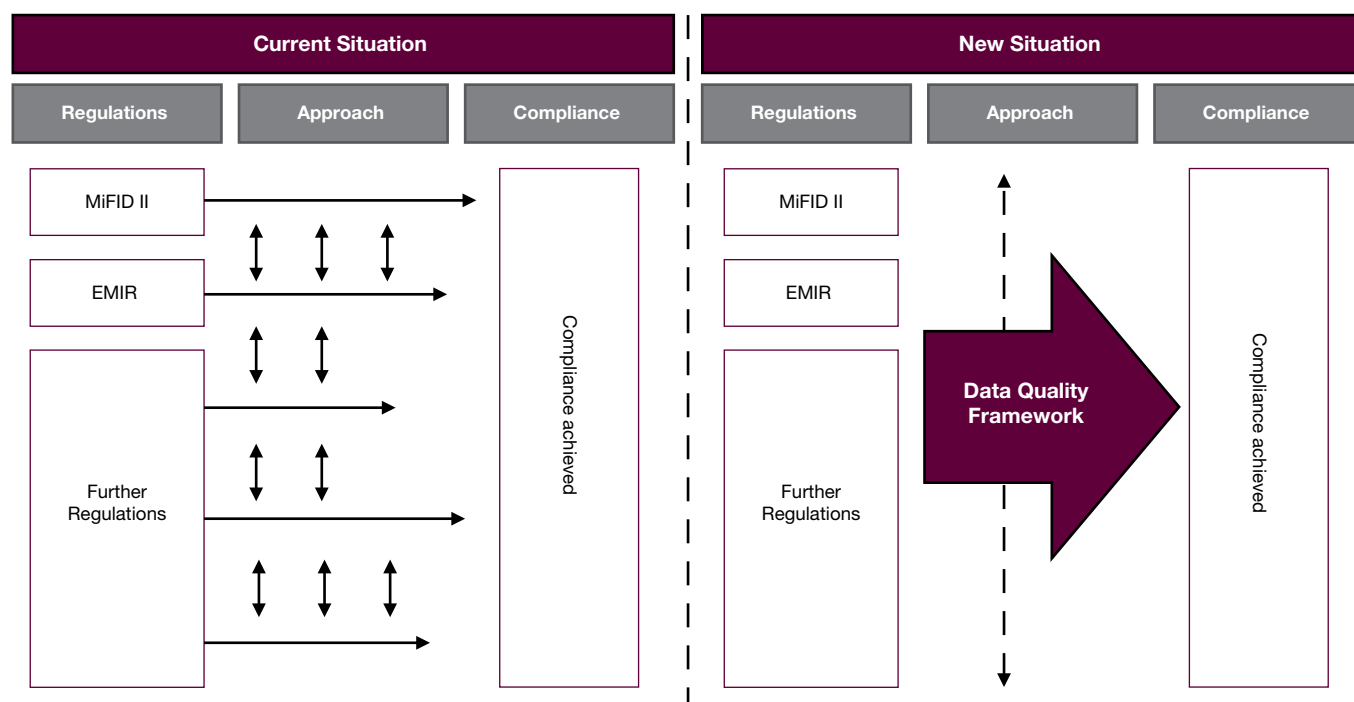 Current Situation
Regulations
Approach
Compliance
MiFID II
EMIR
Further
Regulations
Compliance achieved
New Situation
Regulations
Approach
Compliance
MiFID II
EMIR
Further
Regulations
Data Quality
Framework
Compliance achieved